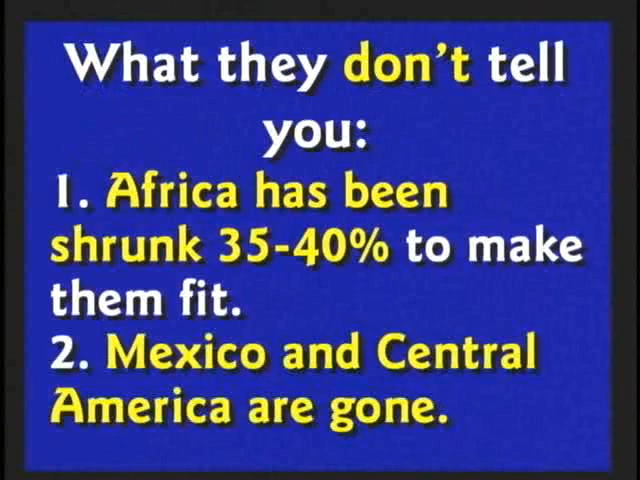 What they don't tell
you:
1. Africa has been
shrunk 35-40% to make
them fit.
2. Mexico and Central
America are gone.